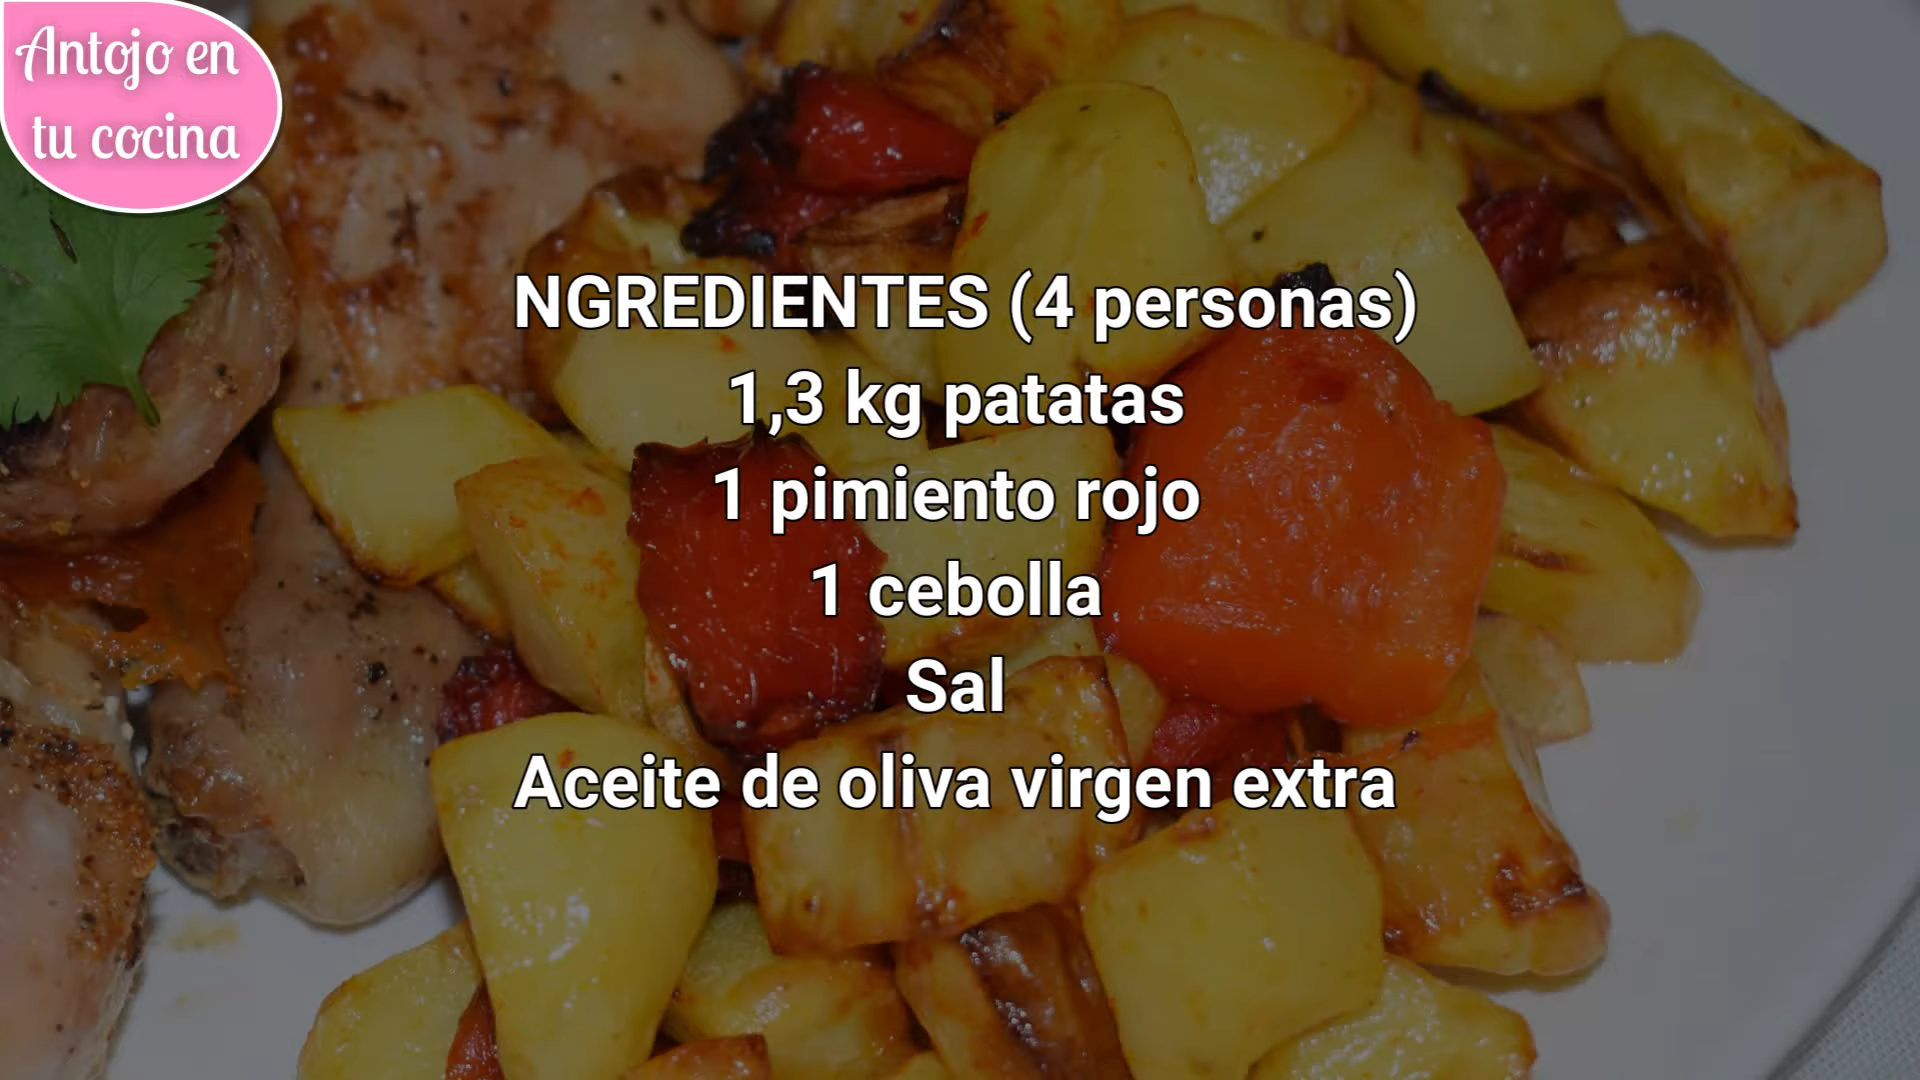 Antojo en
tu cocina
NGREDIENTES (4 personas)
1,3 kg patatas
1 pimiento rojo
1 cebolla
Sal
Aceite de oliva virgen extra